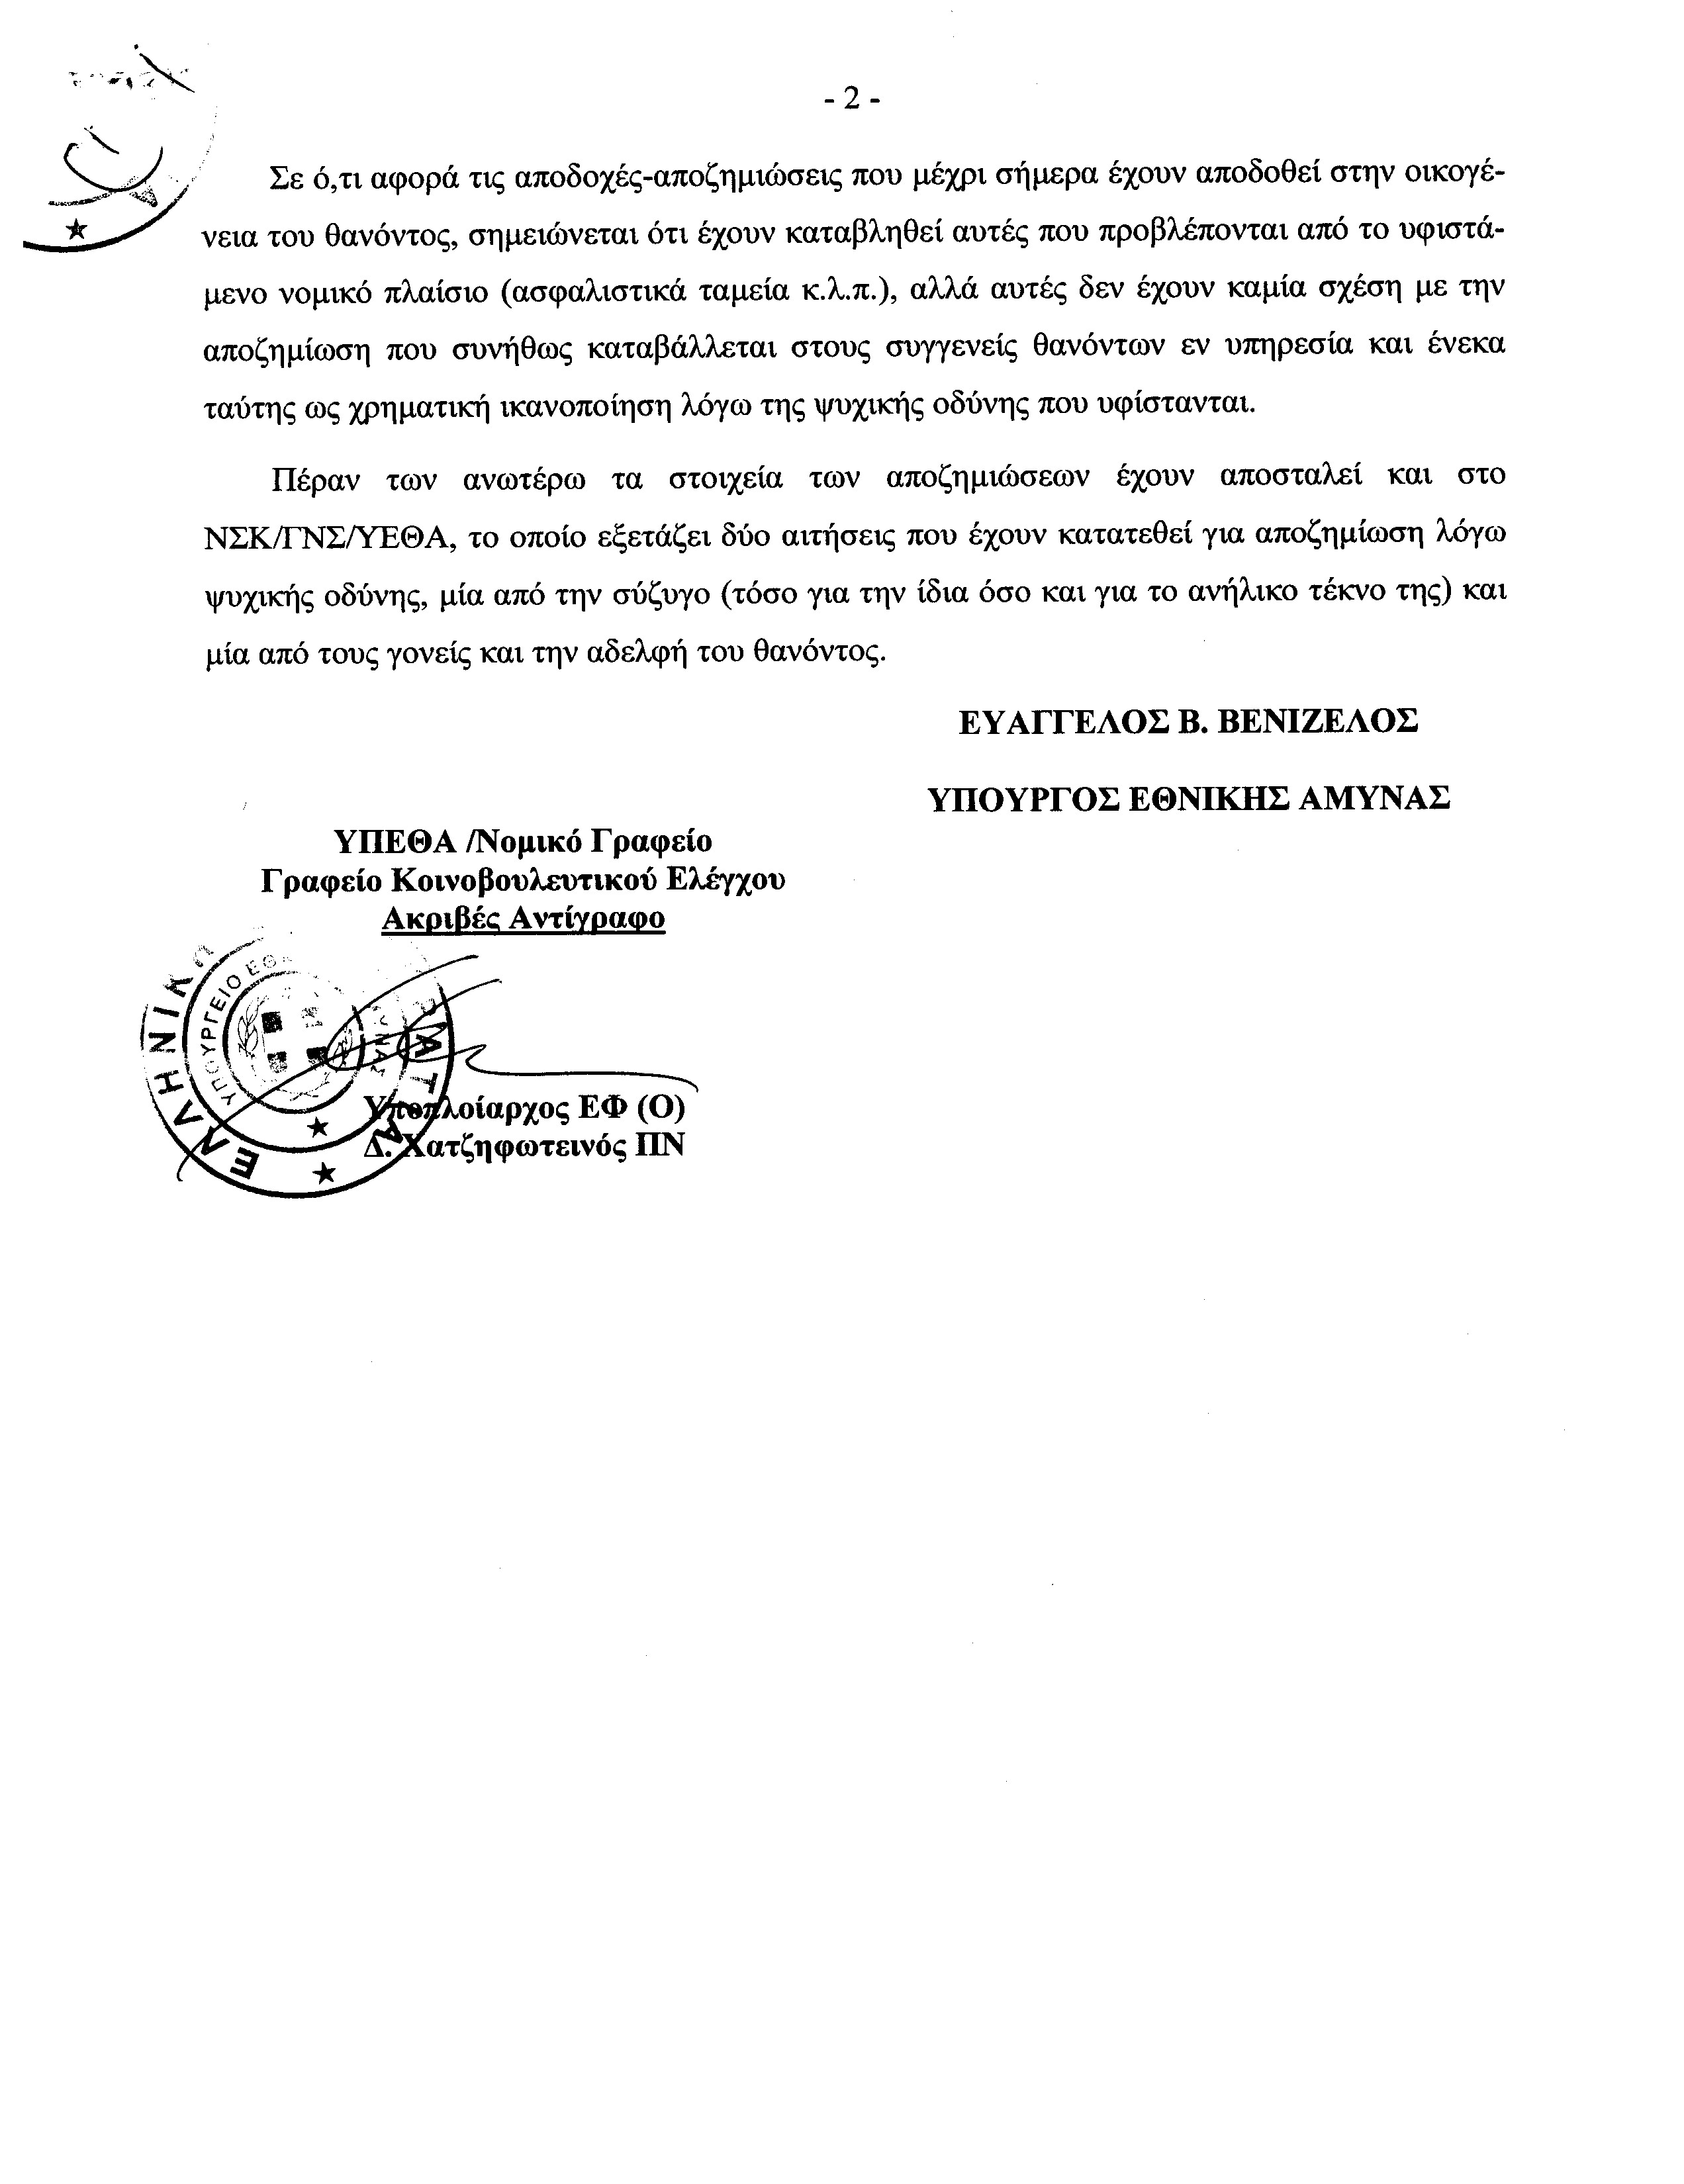 - 2 -
Σε ό,τι αφορά τις αποδοχές-αποζημιώσεις που μέχρι σήμερα έχουν αποδοθεί στην οικογέ-
νεια του θανόντος, σημειώνεται ότι έχουν καταβληθεί αυτές που προβλέπονται από το υφιστά-
μενο νομικό πλαίσιο (ασφαλιστικά ταμεία κ.λ.π.), αλλά αυτές δεν έχουν καμία σχέση με την
αποζημίωση που συνήθως καταβάλλεται στους συγγενείς θανόντων εν υπηρεσία και ένεκα
ταύτης ως χρηματική ικανοποίηση λόγω της ψυχικής οδύνης που υφίστανται.
Πέραν των ανωτέρω τα στοιχεία των αποζημιώσεων έχουν αποσταλεί και στο
ΝΣΚ/ΓΝΣ/ΥΕΘΑ, το οποίο εξετάζει δύο αιτήσεις που έχουν κατατεθεί για αποζημίωση λόγω
ψυχικής οδύνης, μία από την σύζυγο (τόσο για την ίδια όσο και για το ανήλικο τέκνο της) και
μία από τους γονείς και την αδελφή του θανόντος.
ΕΥΑΓΓΕΛΟΣ Β. ΒΕΝΙΖΕΛΟΣ
ΥΠΟΥΡΓΟΣ ΕΘΝΙΚΗΣ ΑΜΥΝΑΣ
ΥΠΕΘΑ /Νομικό Γραφείο
Γραφείο Κοινοβουλευτικού Ελέγχου
Ακριβές Αντίγραφο
Υποπλοίαρχος ΕΦ (Ο)
Δ. Χατζηφωτεινός ΠΝ